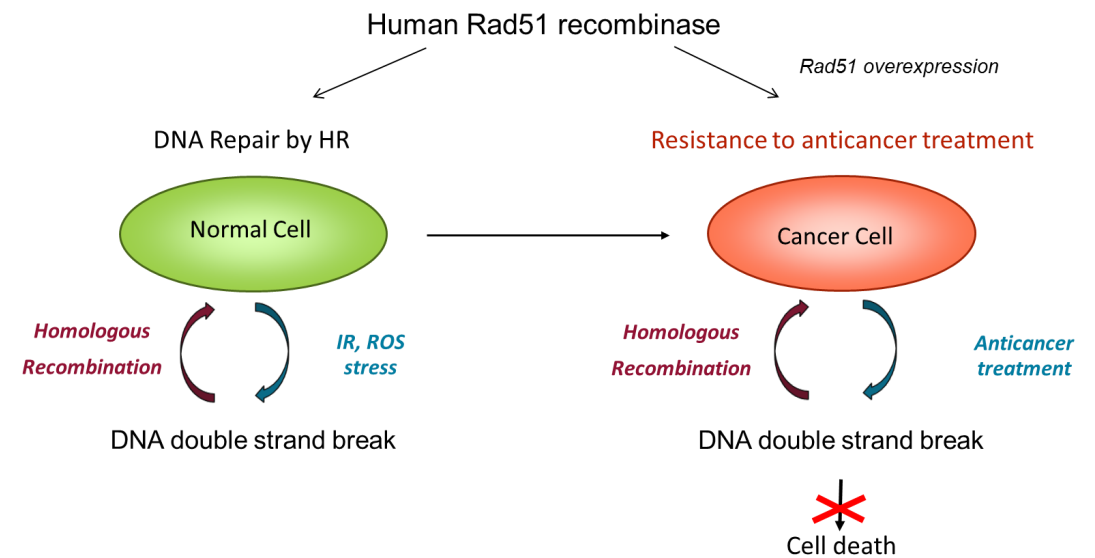 Human Rad51 recombinase
Rad51 overexpression
DNA Repair by HR
Resistance to anticancer treatment
Normal Cell
Cancer Cell
Homologous
Recombination
IR, ROS
stress
Homologous
Recombination
Anticancer
treatment
DNA double strand break
DNA double strand break
Cell death